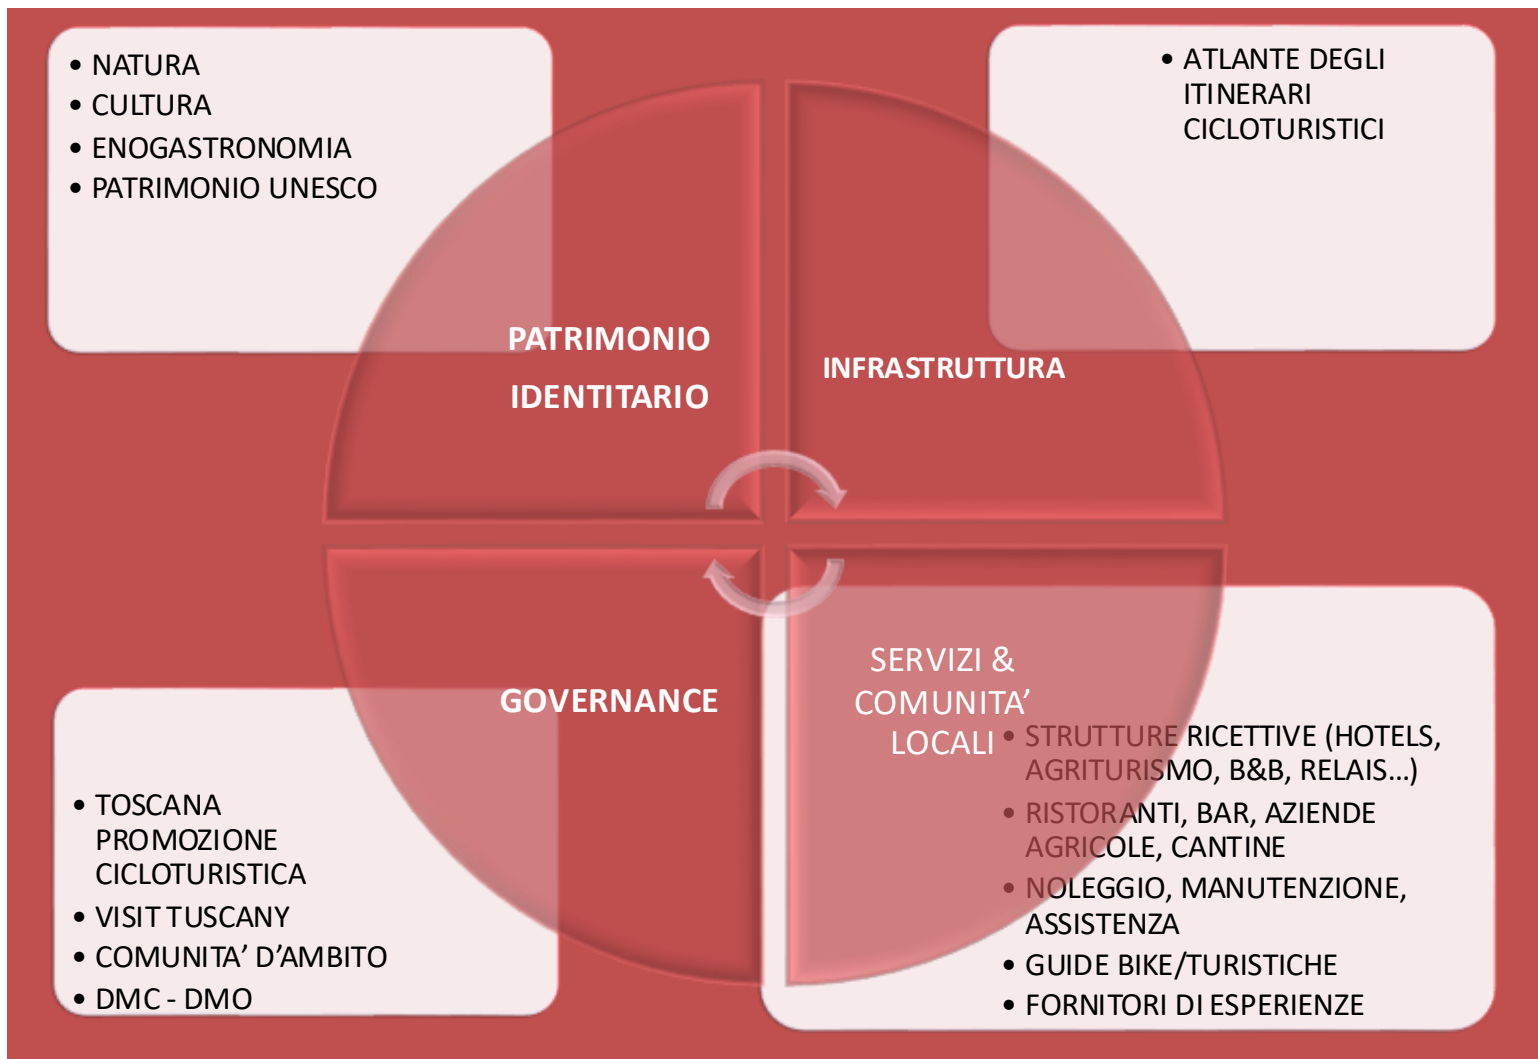 • NATURA
• CULTURA
• ENOGASTRONOMIA
• PATRIMONIO UNESCO
• ATLANTE DEGLI
ITINERARI
CICLOTURISTICI
PATRIMONIO
IDENTITARIO
INFRASTRUTTURA
GOVERNANCE
SERVIZI &
COMUNITA’
LOCALI
• TOSCANA
PROMOZIONE
CICLOTURISTICA
• VISIT TUSCANY
• COMUNITA’ D’AMBITO
• DMC - DMO
• STRUTTURE RICETTIVE (HOTELS,
AGRITURISMO, B&B, RELAIS…)
• RISTORANTI, BAR, AZIENDE
AGRICOLE, CANTINE
• NOLEGGIO, MANUTENZIONE,
ASSISTENZA
• GUIDE BIKE/TURISTICHE
• FORNITORI DI ESPERIENZE